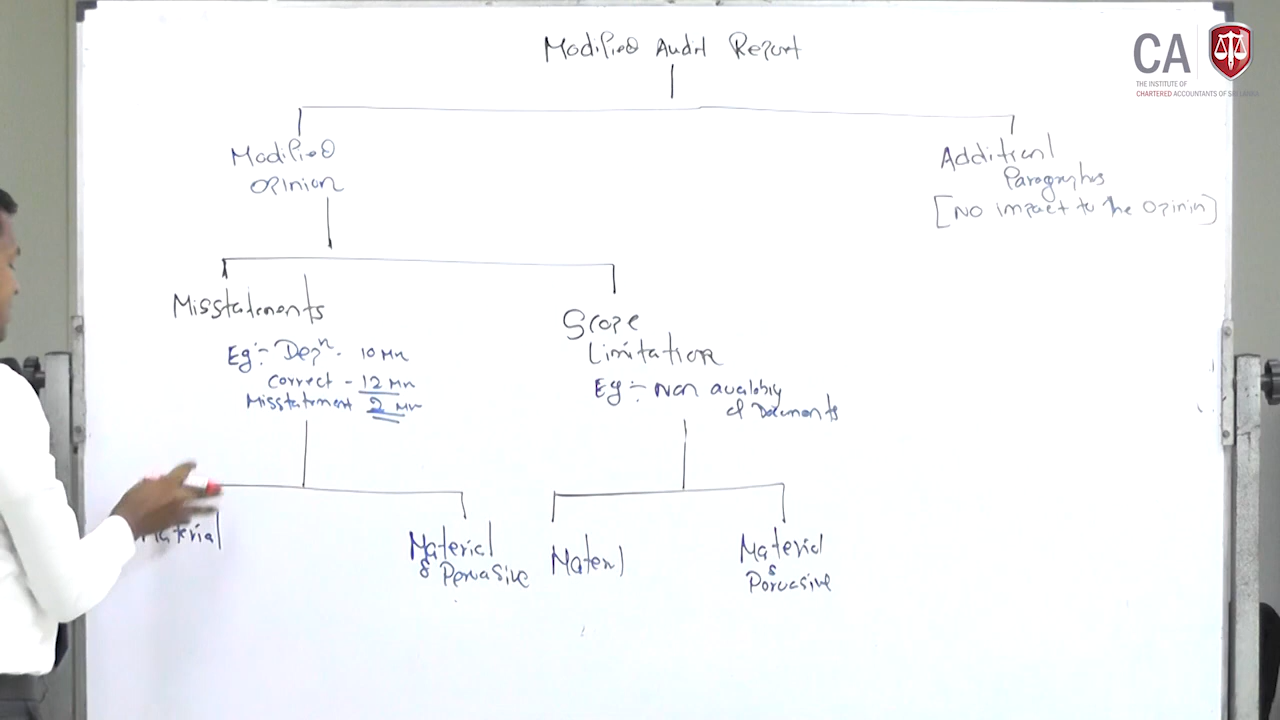 Modified Audit Report
CA
THE INSTITUTE OF
CHARTERED ACCOUNTANTS OF SRI LANKA
Modified
Opinion
Additional
Paragraphs
[NO impact to the Opinin]
Misstatements
Eg:- Depn. 10 Mn
Correct - 12 Mn
Misstatement 2 Mn
Scope
Limitation
Eg:- Non
of Documents
Material
Material
& Pervasive
Material
Material
&
Pervasive